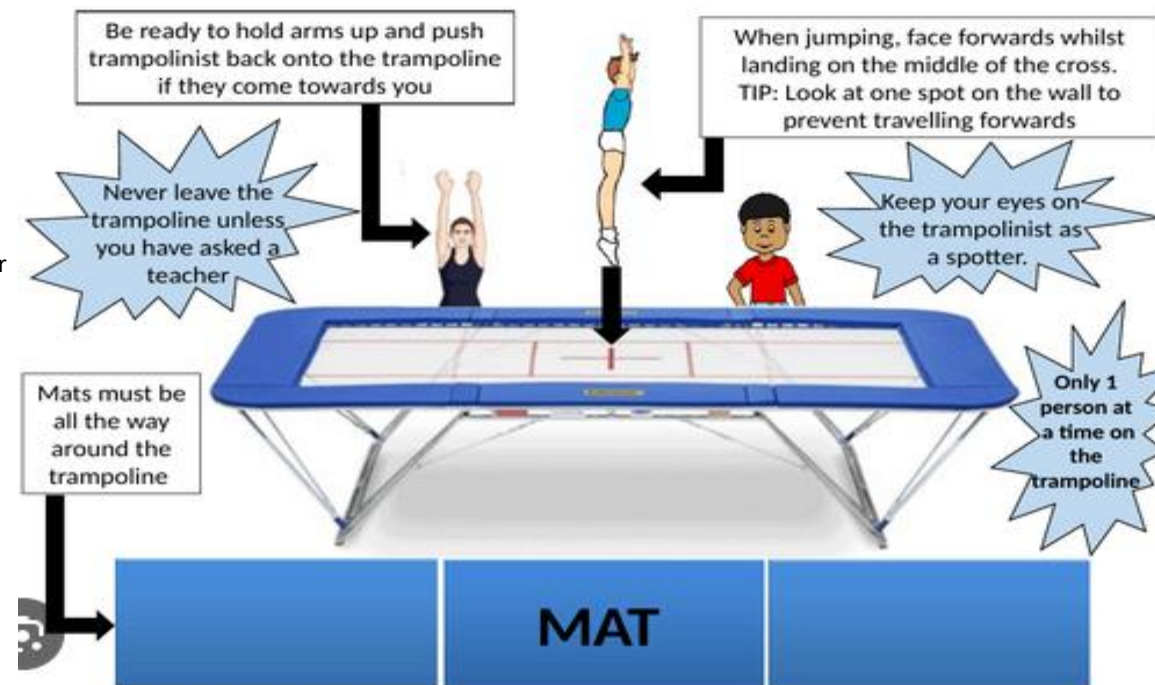 Be ready to hold arms up and push
trampolinist back onto the trampoline
if they come towards you
When jumping, face forwards whilst
landing on the middle of the cross.
TIP: Look at one spot on the wall to
prevent travelling forwards
Never leave the
trampoline unless
you have asked a
teacher
Keep your eyes on
the trampolinist as
a spotter.
r
Mats must be
all the way
around the
trampoline
Only 1
person at
a time on
the
trampoline
MAT